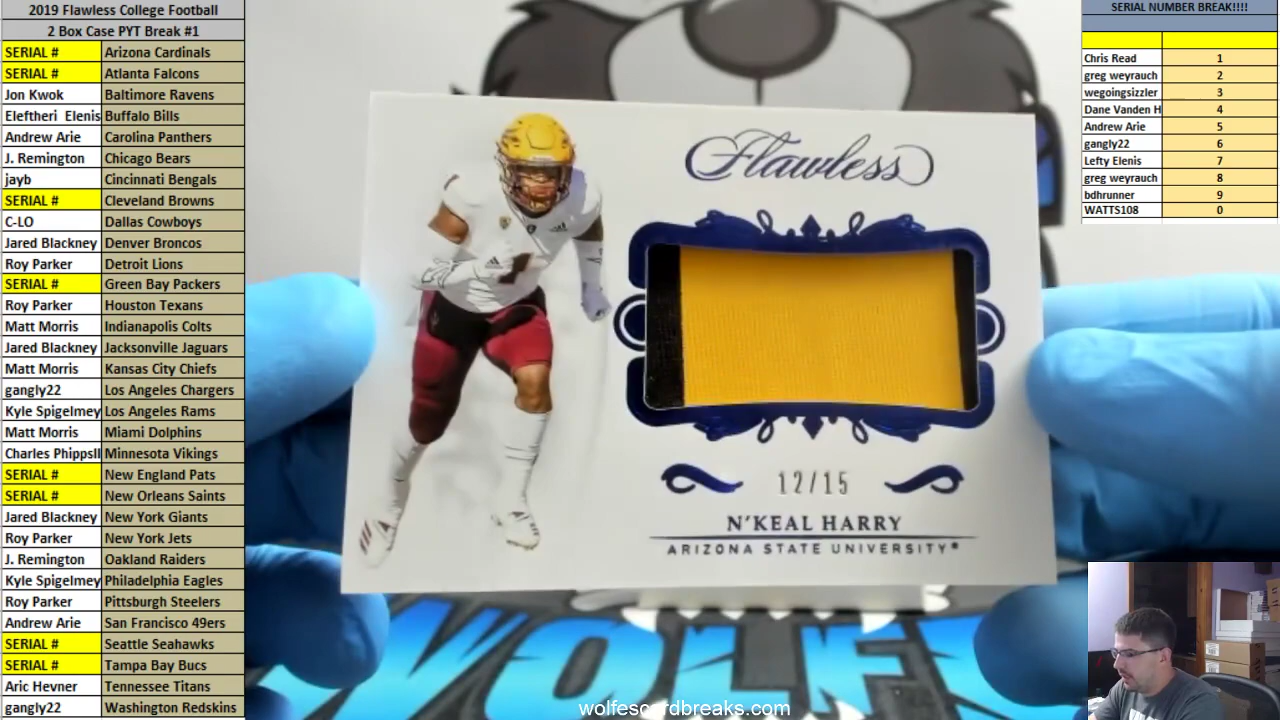 2019 Flawless College Football
2 Box Case PYT Break #1
SERIAL # Arizona Cardinals
SERIAL # Atlanta Falcons
Jon Kwok Baltimore Ravens
Eleftheri Elenis Buffalo Bills
Andrew Arie Carolina Panthers
J. Remington Chicago Bears
jayb Cincinnati Bengals
SERIAL # Cleveland Browns
C-LO Dallas Cowboys
Jared Blackney Denver Broncos
Roy Parker Detroit Lions
SERIAL # Green Bay Packers
Roy Parker Houston Texans
Matt Morris Indianapolis Colts
Jared Blackney Jacksonville Jaguars
Matt Morris Kansas City Chiefs
gangly22 Los Angeles Chargers
Kyle Spigelmey Los Angeles Rams
Matt Morris Miami Dolphins
Charles Phippsll Minnesota Vikings
SERIAL # New England Pats
SERIAL # New Orleans Saints
Jared Blackney New York Giants
Roy Parker New York Jets
J. Remington Oakland Raiders
Kyle Spigelmey Philadelphia Eagles
Roy Parker Pittsburgh Steelers
Andrew Arie San Francisco 49ers
SERIAL # Seattle Seahawks
SERIAL # Tampa Bay Bucs
Aric Hevner Tennessee Titans
gangly22 Washington Redskins
Flawless
12/15
N'KEAL HARRY
ARIZONA STATE UNIVERSITY®
WOLFE
wolfescardbreaks.com
SERIAL NUMBER BREAK!!!!
Chris Read 1
greg weyrauch 2
wegoingsizzler 3
Dane Vanden H 4
Andrew Arie 5
gangly22 6
Lefty Elenis 7
greg weyrauch 8
bdhrunner 9
WATTS108 0